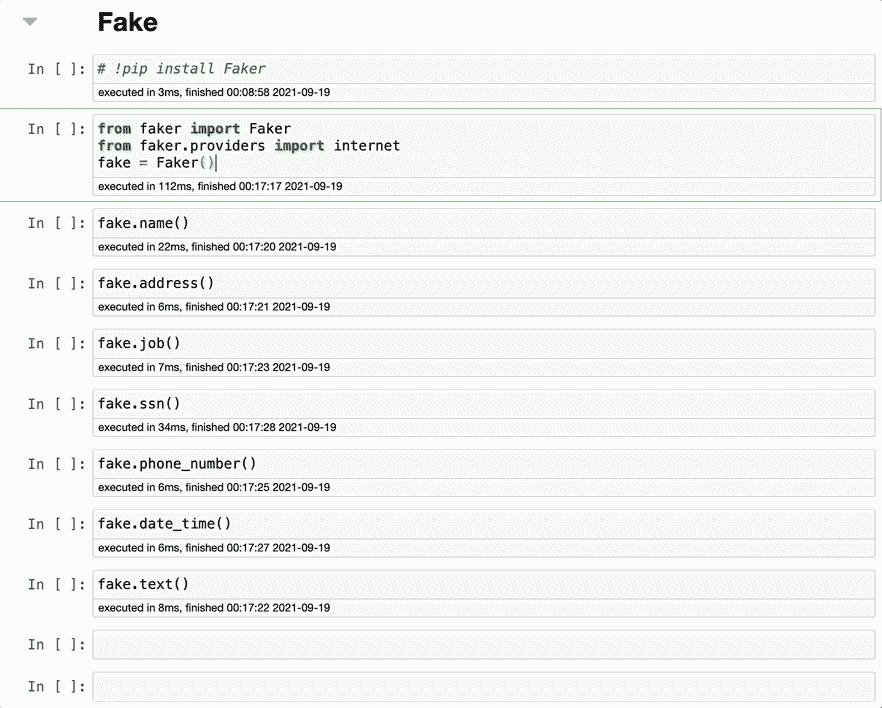 Fake
In [ ]: # !pip install Faker
executed in 3ms, finished 00:08:58 2021-09-19
In [ ]: from faker import Faker
from faker.providers import internet
fake = Faker()
executed in 112ms, finished 00:17:17 2021-09-19
In [ ]: fake.name()
executed in 22ms, finished 00:17:20 2021-09-19
In [ ]: fake.address()
executed in 6ms, finished 00:17:21 2021-09-19
In [ ]: fake.job()
executed in 7ms, finished 00:17:23 2021-09-19
In [ ]: fake.ssn()
executed in 34ms, finished 00:17:28 2021-09-19
In [ ]: fake.phone_number()
executed in 6ms, finished 00:17:25 2021-09-19
In [ ]: fake.date_time()
executed in 6ms, finished 00:17:27 2021-09-19
In [ ]: fake.text()
executed in 8ms, finished 00:17:22 2021-09-19
In [ ]:
In [ ]: